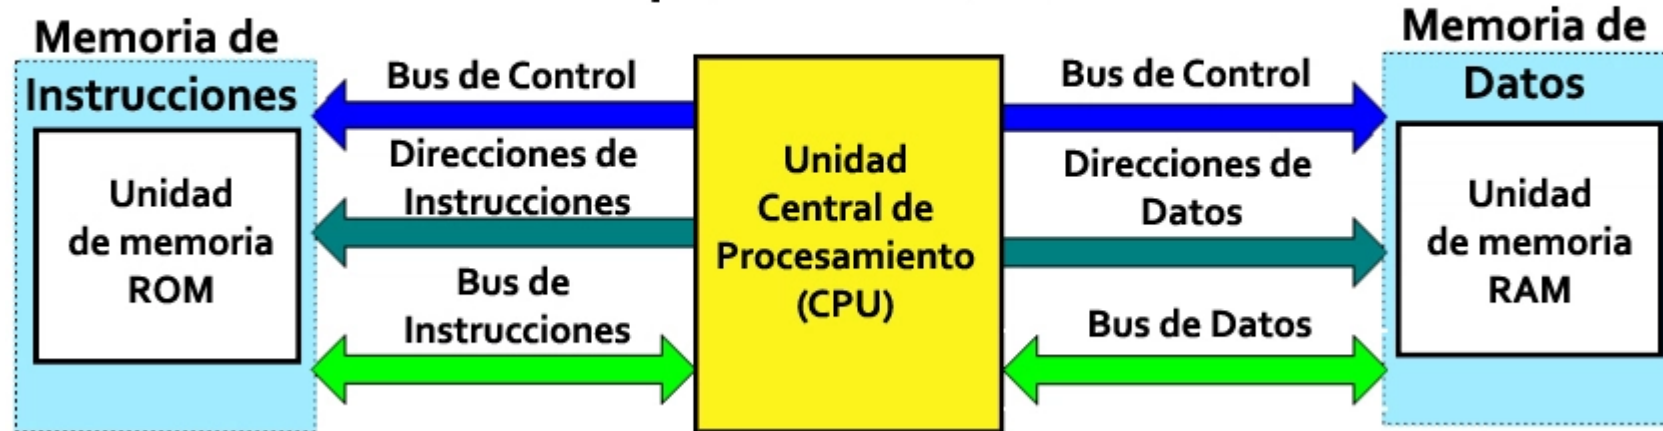 Memoria de
Instrucciones
Unidad
de memoria
ROM
Bus de Control
Direcciones de
Instrucciones
Bus de
Instrucciones
Unidad
Central de
Procesamiento
(CPU)
Bus de Control
Direcciones de
Datos
Bus de Datos
Memoria de
Datos
Unidad
de memoria
RAM